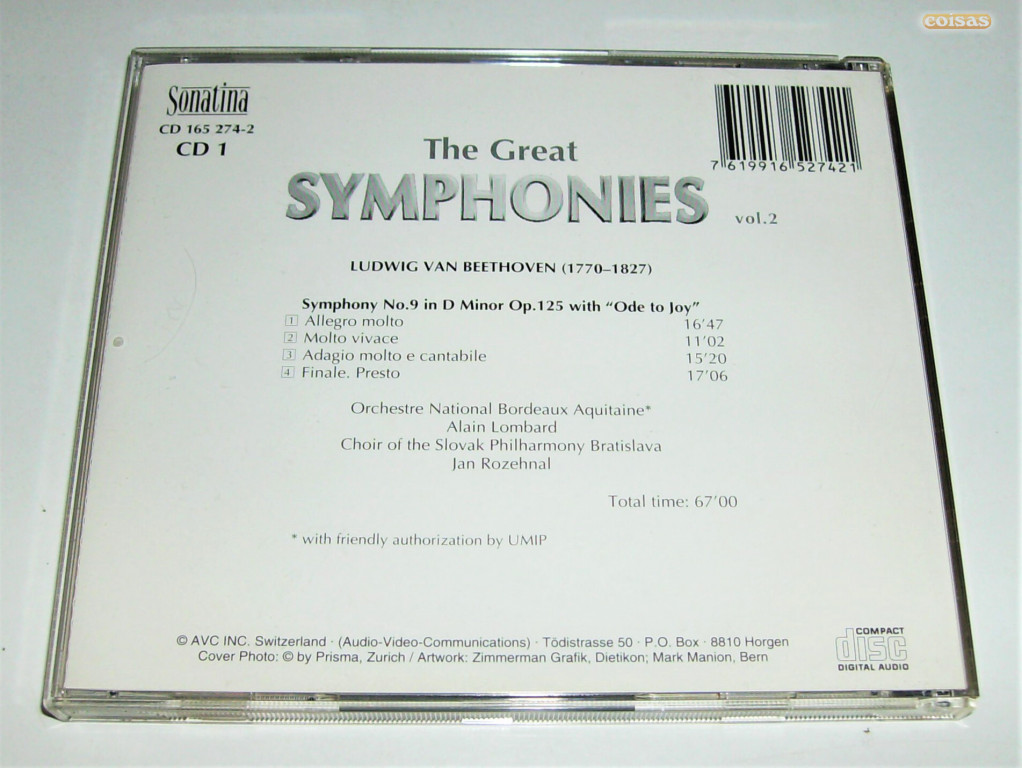 eoisas
Sonatina
CD 165 274-2
CD 1
7 619916 527421
The Great
SYMPHONIES vol.2
LUDWIG VAN BEETHOVEN (1770–1827)
Symphony No.9 in D Minor Op.125 with “Ode to Joy”
1 Allegro molto 16’47
2 Molto vivace 11’02
3 Adagio molto e cantabile 15’20
4 Finale. Presto 17’06
Orchestre National Bordeaux Aquitaine*
Alain Lombard
Choir of the Slovak Philharmony Bratislava
Jan Rozehnal
Total time: 67’00
* with friendly authorization by UMIP
© AVC INC. Switzerland · (Audio-Video-Communications) · Tödistrasse 50 · P.O. Box · 8810 Horgen
Cover Photo: © by Prisma, Zurich / Artwork: Zimmerman Grafik, Dietikon; Mark Manion, Bern
COMPACT
disc
DIGITAL AUDIO